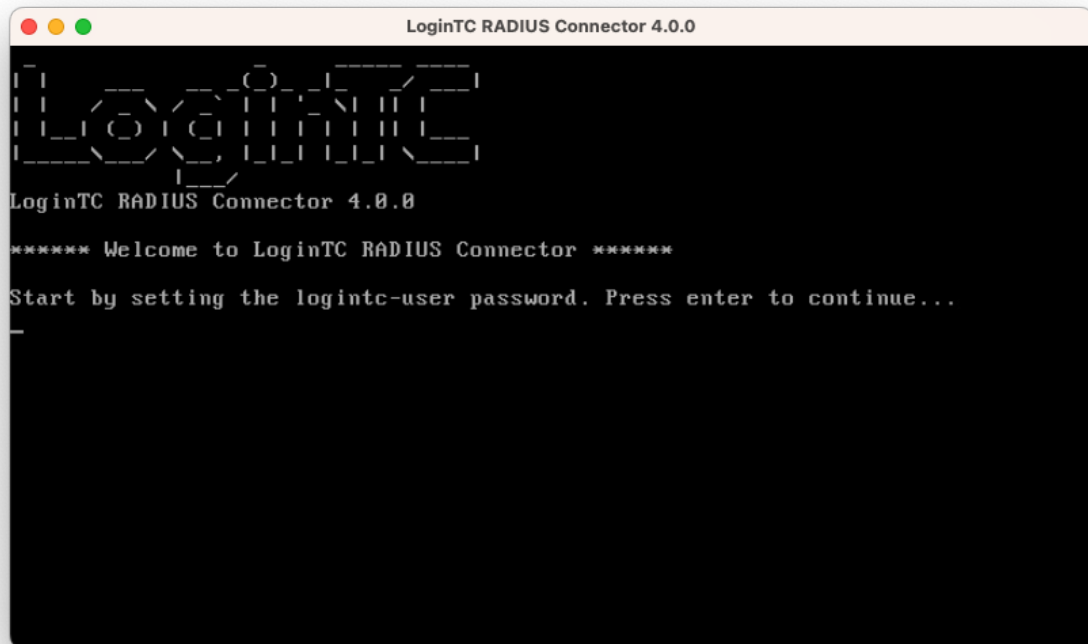 LoginTC RADIUS Connector 4.0.0
LoginTC
LoginTC RADIUS Connector 4.0.0
****** Welcome to LoginTC RADIUS Connector ******
Start by setting the logintc-user password. Press enter to continue...